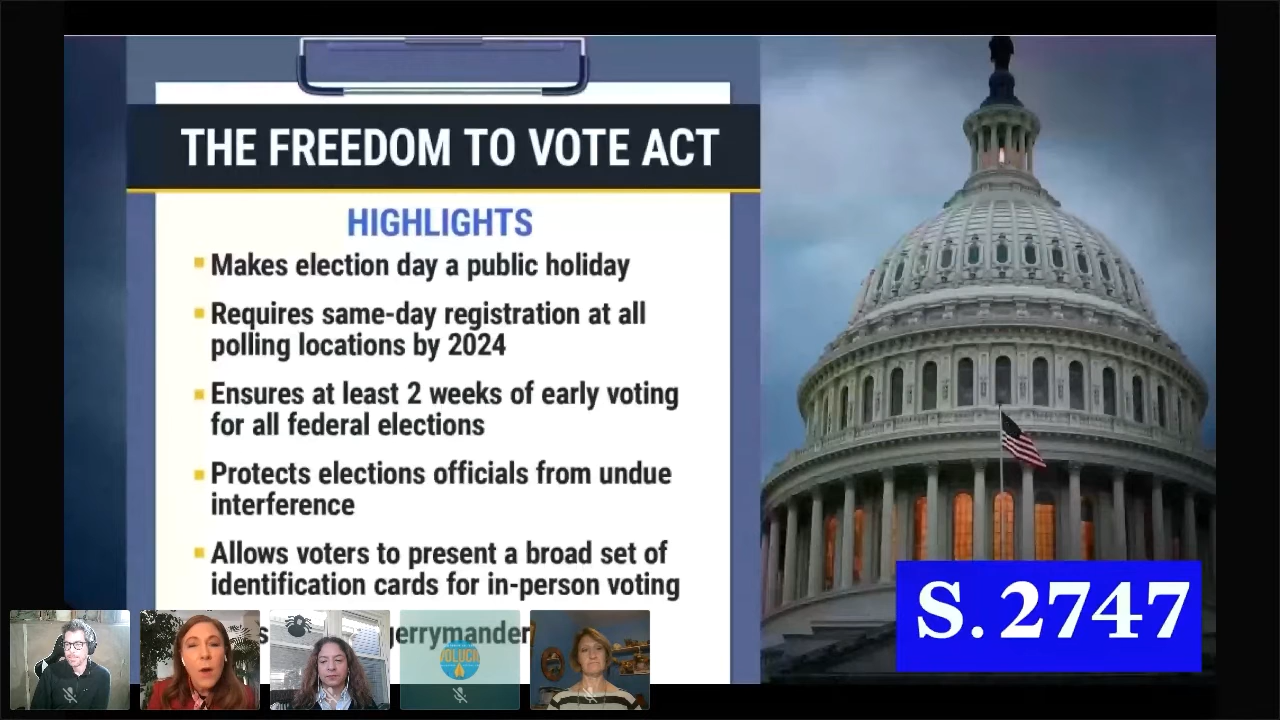 THE FREEDOM TO VOTE ACT
HIGHLIGHTS
Makes election day a public holiday
Requires same-day registration at all
polling locations by 2024
Ensures at least 2 weeks of early voting
for all federal elections
Protects elections officials from undue
interference
Allows voters to present a broad set of
identification cards for in-person voting
gerrymander
S. 2747